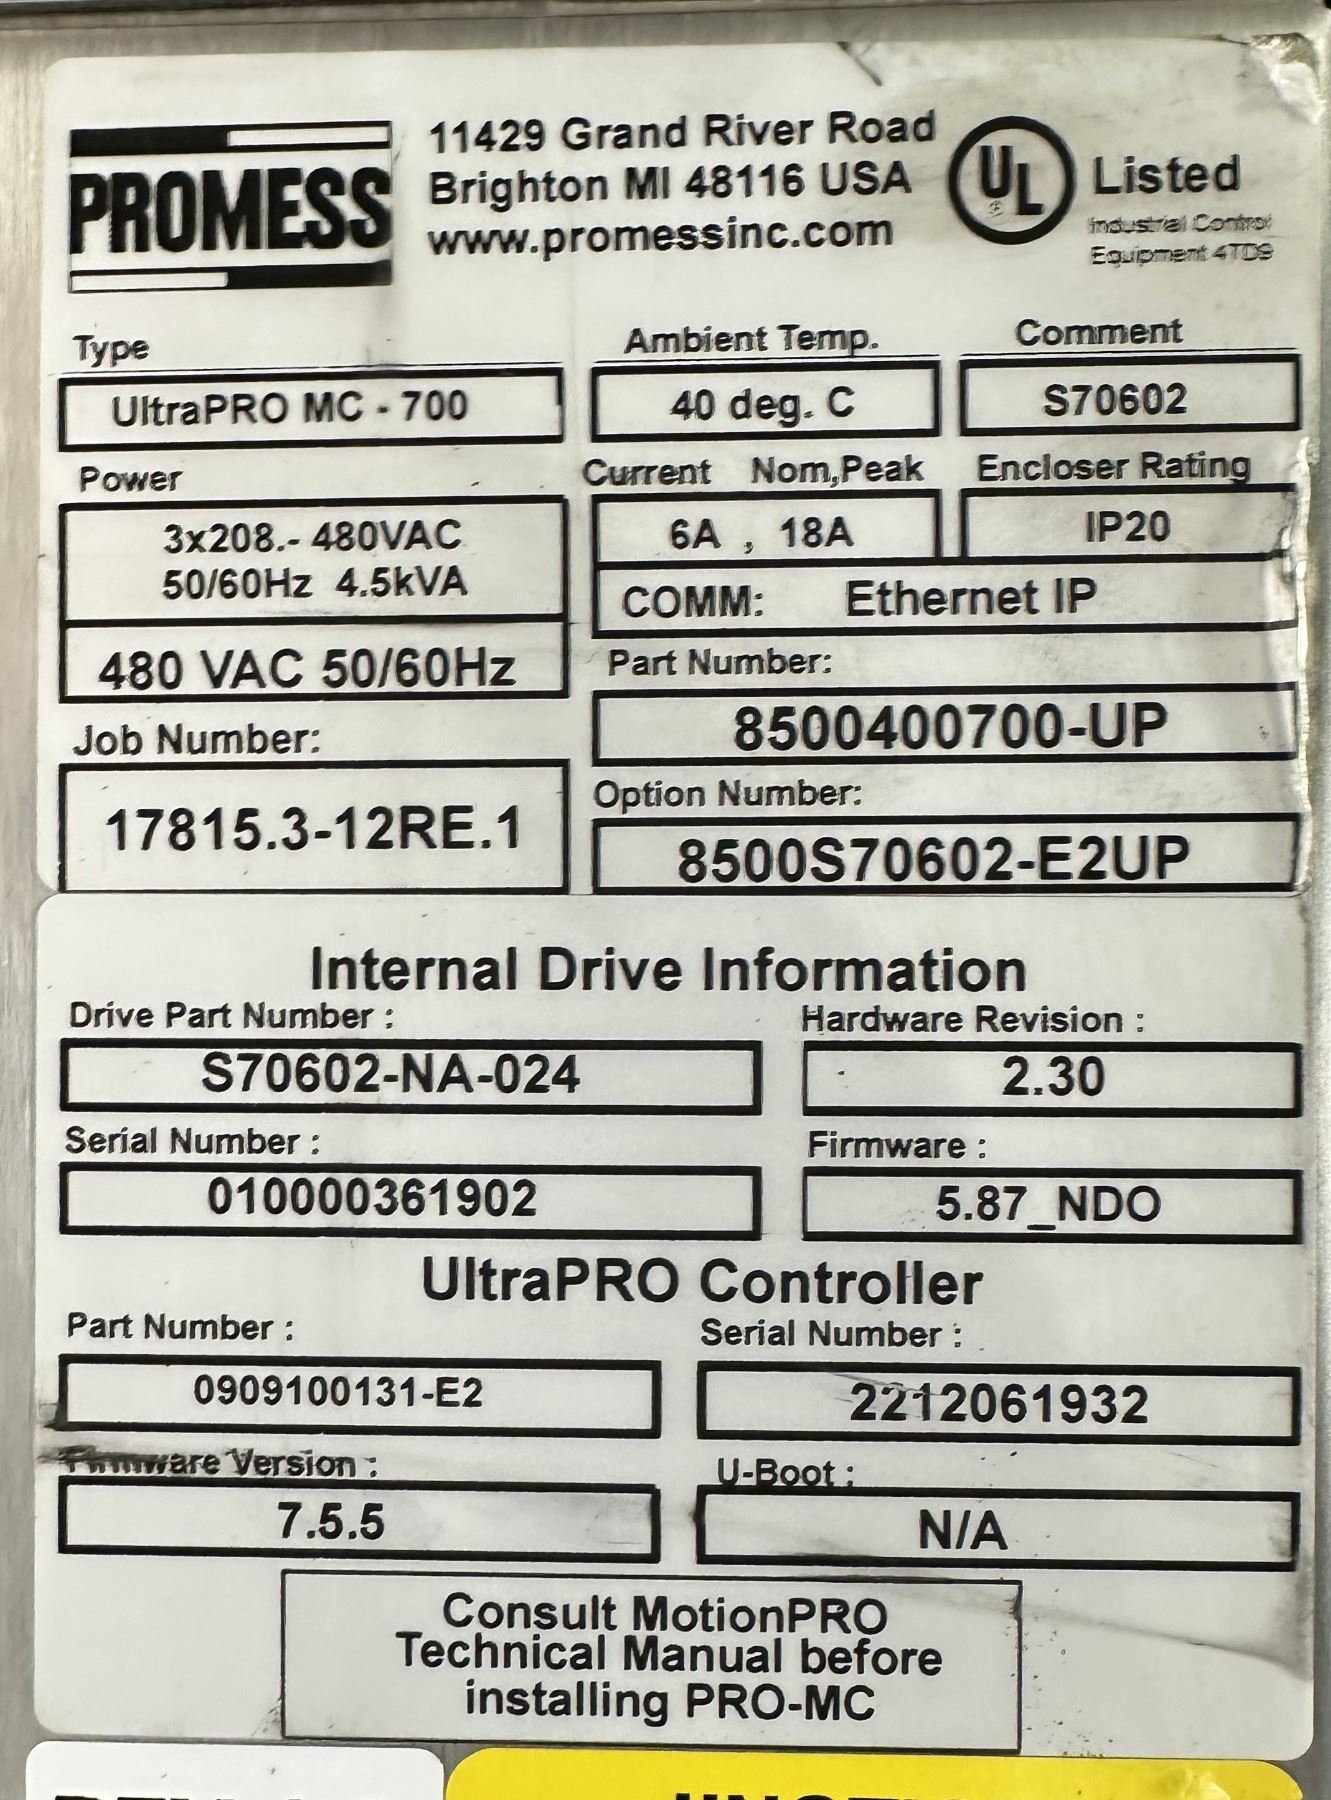 PROMESS
11429 Grand River Road
Brighton MI 48116 USA
www.promessinc.com
UL
Listed
Industrial Control
Equipment 4TD9
Type
UltraPRO MC - 700
Ambient Temp.
40 deg. C
Comment
S70602
Power
3x208.- 480VAC
50/60Hz 4.5kVA
480 VAC 50/60Hz
Current Nom,Peak
6A , 18A
Encloser Rating
IP20
COMM: Ethernet IP
Part Number:
8500400700-UP
Job Number:
17815.3-12RE.1
Option Number:
8500S70602-E2UP
Internal Drive Information
Drive Part Number :
S70602-NA-024
Hardware Revision :
2.30
Serial Number :
010000361902
Firmware :
5.87_NDO
UltraPRO Controller
Part Number :
0909100131-E2
Serial Number :
2212061932
Firmware Version :
7.5.5
U-Boot :
N/A
Consult MotionPRO
Technical Manual before
installing PRO-MC